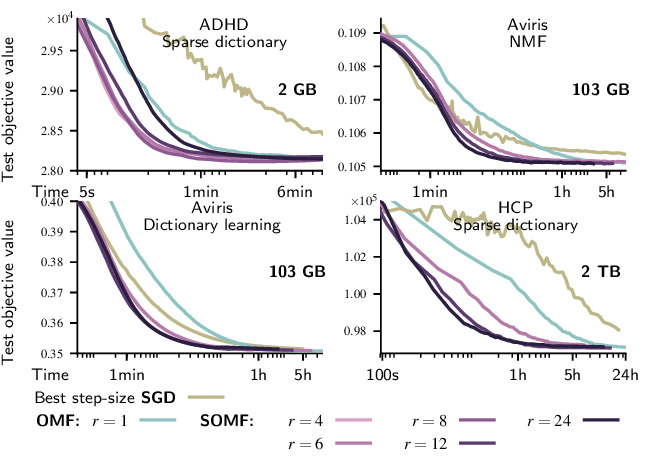 ×10⁴
ADHD
Sparse dictionary
2 GB
Test objective value
2.95
2.90
2.85
2.80
Time 5s 1min 6min
Aviris
NMF
103 GB
0.109
0.108
0.107
0.106
0.105
1min 1h 5h
Aviris
Dictionary learning
103 GB
Test objective value
0.40
0.39
0.38
0.37
0.36
0.35
Time 1min 1h 5h
×10⁵
HCP
Sparse dictionary
2 TB
1.04
1.02
1.00
0.98
100s 1h 5h 24h
Best step-size SGD
OMF: r = 1 SOMF: r = 4 r = 8 r = 24
r = 6 r = 12